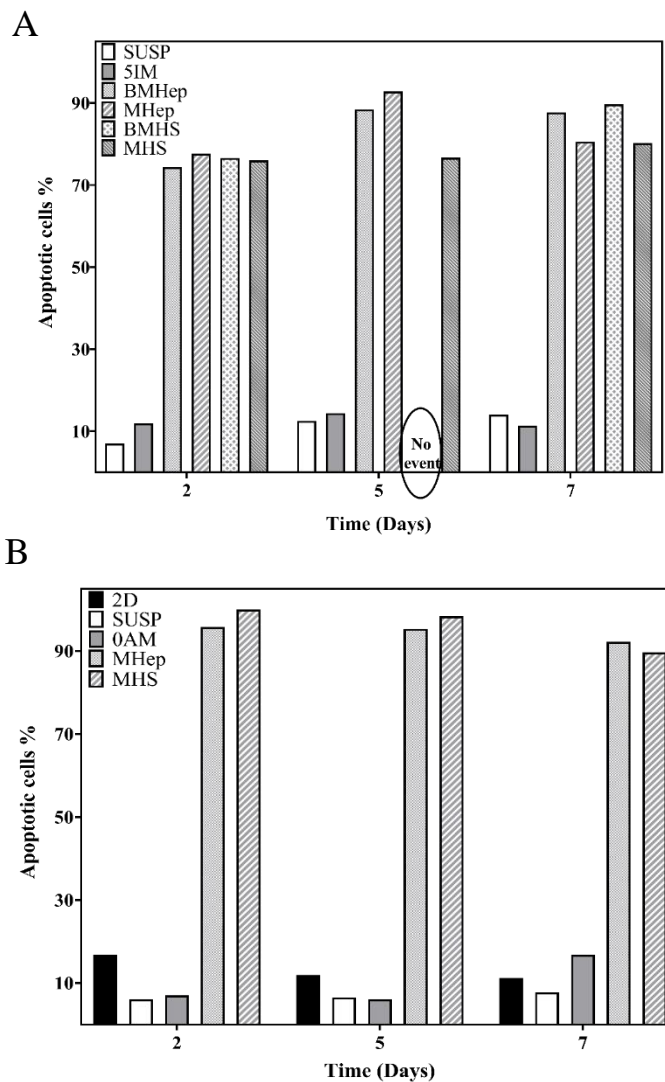 A
SUSP
5IM
BMHep
MHep
BMHS
MHS
90
70
50
30
10
Apoptotic cells %
No
event
2 5 7
Time (Days)
B
2D
SUSP
0AM
MHep
MHS
90
70
50
30
10
Apoptotic cells %
2 5 7
Time (Days)